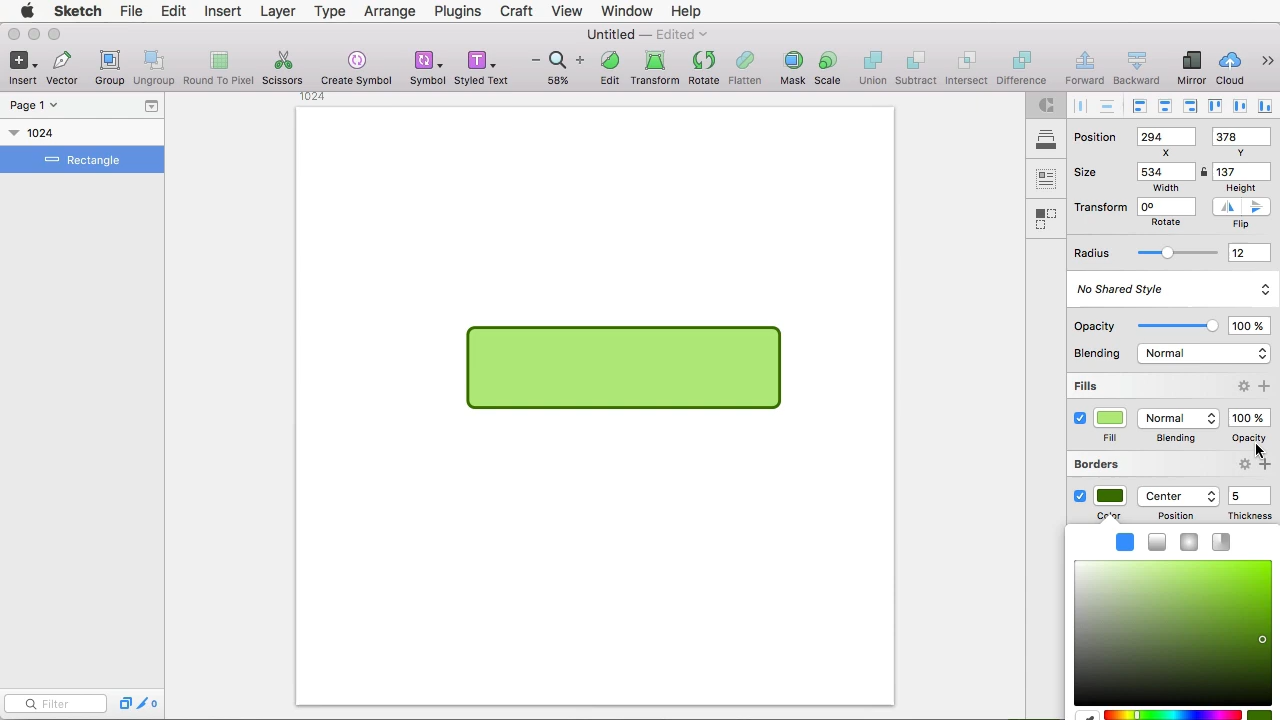 Sketch File Edit Insert Layer Type Arrange Plugins Craft View Window Help
Untitled — Edited
Insert Vector Group Ungroup Round To Pixel Scissors Create Symbol Symbol Styled Text 58% Edit Transform Rotate Flatten Mask Scale Union Subtract Intersect Difference Forward Backward Mirror Cloud
Page 1
1024
1024
Rectangle
Position 294 378
X Y
Size 534 137
Width Height
Transform 0º
Rotate Flip
Radius 12
No Shared Style
Opacity 100 %
Blending Normal
Fills
Normal 100 %
Fill Blending Opacity
Borders
Center 5
Color Position Thickness
Filter 0